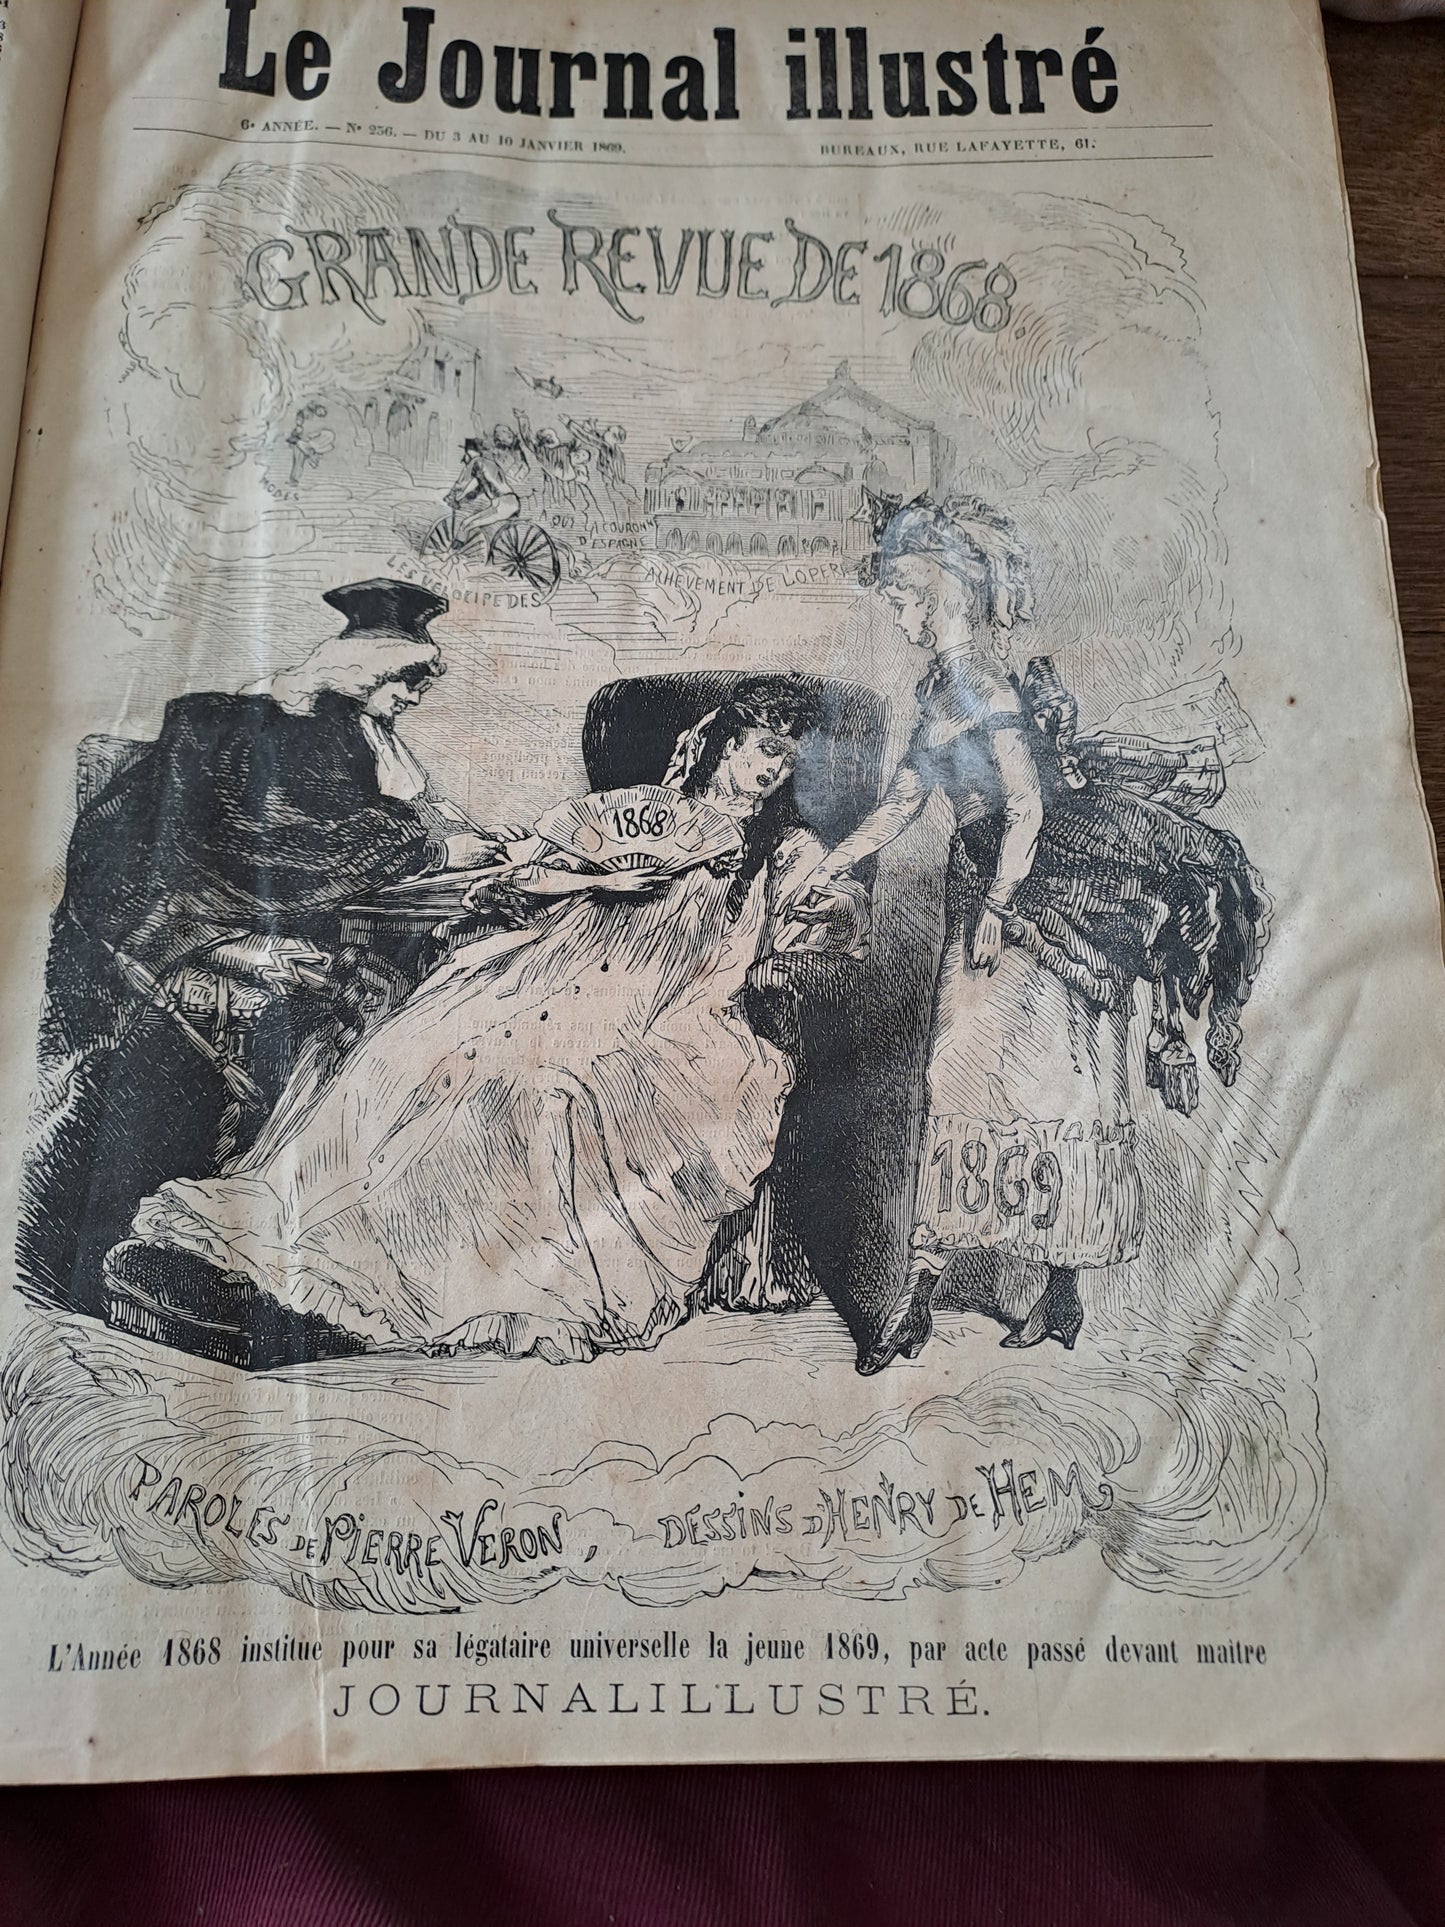 Le Journal illustré
6e ANNÉE. — No 256. — DU 3 AU 10 JANVIER 1869.
BUREAUX, RUE LAFAYETTE, 61.
GRANDE REVUE DE 1868.
MODES
A QUI LA COURONNE
D'ESPAGNE
LES VELOCIPEDES
ACHEVEMENT DE L'OPERA
1868
1869
PAROLES DE PIERRE VERON, DESSINS D'HENRY DE HEM
L'Année 1868 institue pour sa légataire universelle la jeune 1869, par acte passé devant maître
JOURNALILLUSTRÉ.